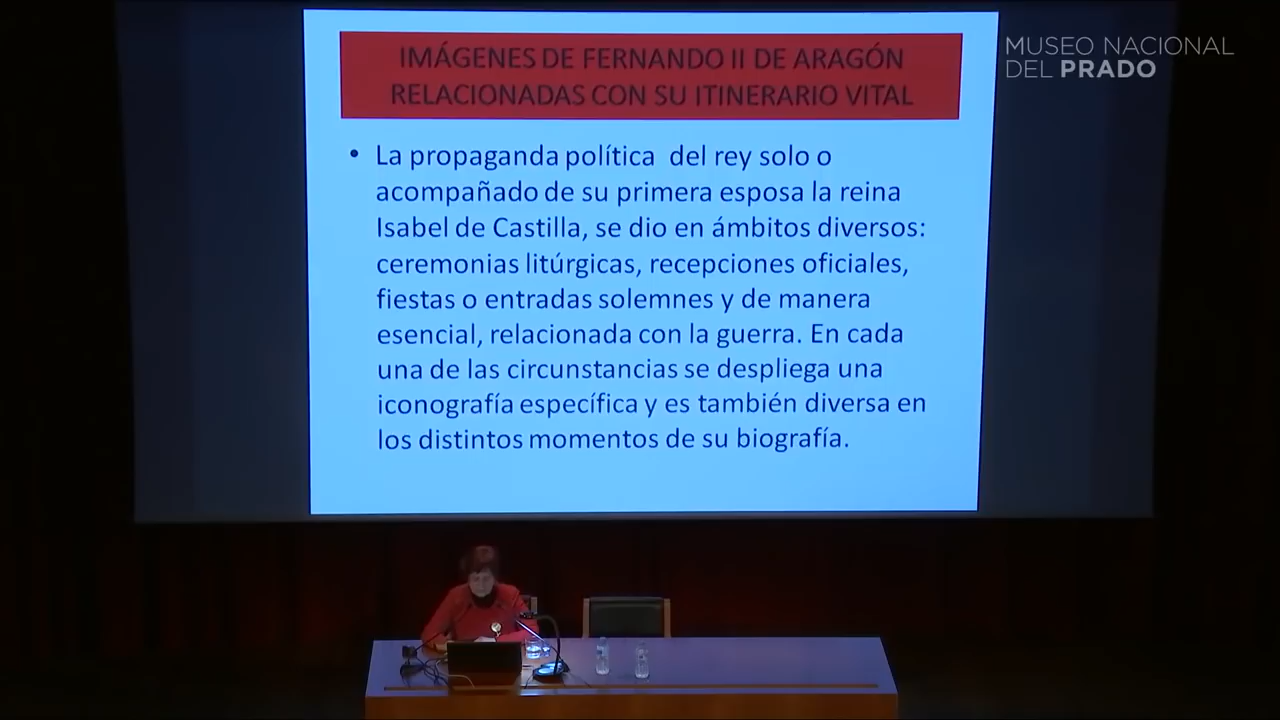 MUSEO NACIONAL
DEL PRADO
IMÁGENES DE FERNANDO II DE ARAGÓN
RELACIONADAS CON SU ITINERARIO VITAL
• La propaganda política del rey solo o
acompañado de su primera esposa la reina
Isabel de Castilla, se dio en ámbitos diversos:
ceremonias litúrgicas, recepciones oficiales,
fiestas o entradas solemnes y de manera
esencial, relacionada con la guerra. En cada
una de las circunstancias se despliega una
iconografía específica y es también diversa en
los distintos momentos de su biografía.